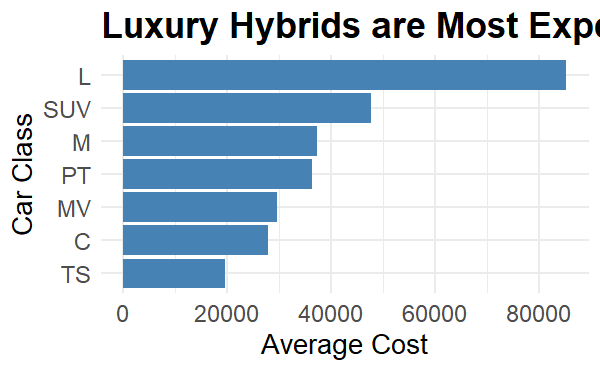 Luxury Hybrids are Most Expe
L
SUV
M
PT
MV
C
TS
Car Class
0 20000 40000 60000 80000
Average Cost